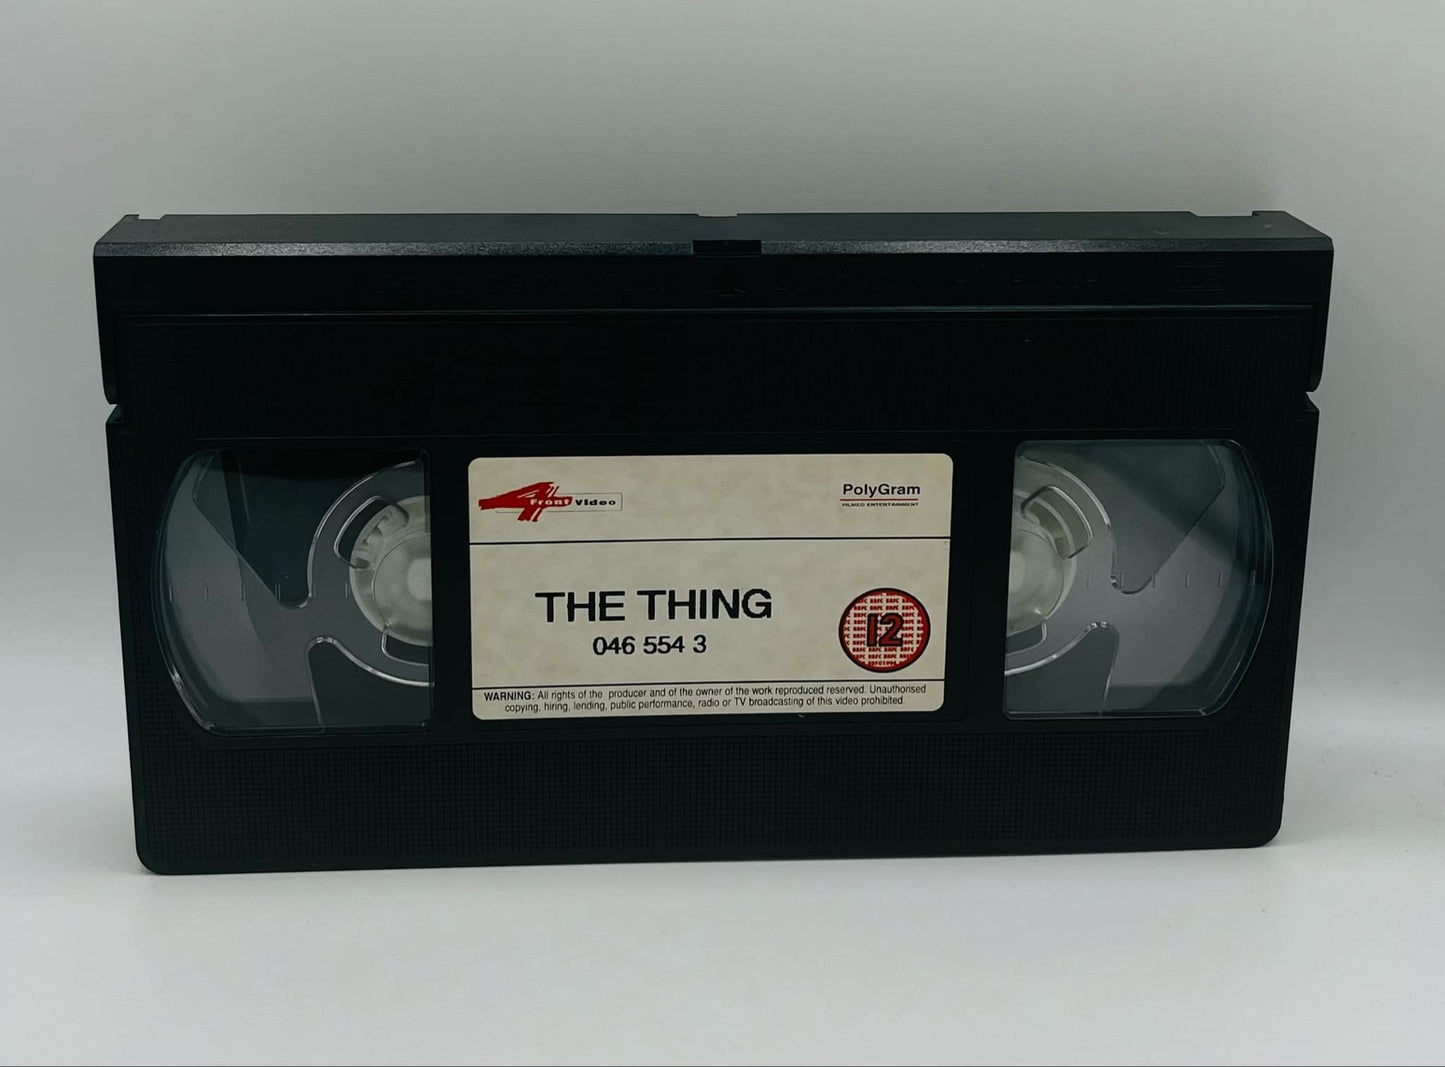 4Front Video
PolyGram
FILMED ENTERTAINMENT
THE THING
046 554 3
12
WARNING: All rights of the producer and of the owner of the work reproduced reserved. Unauthorised
copying, hiring, lending, public performance, radio or TV broadcasting of this video prohibited.